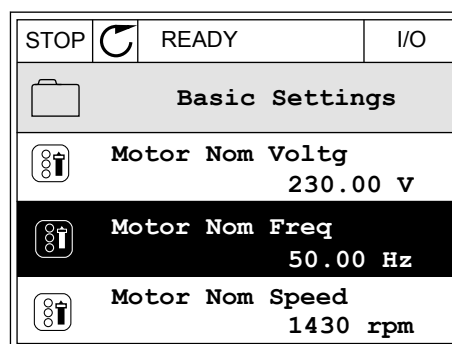 STOP READY I/O
Basic Settings
Motor Nom Voltg
230.00 V
Motor Nom Freq
50.00 Hz
Motor Nom Speed
1430 rpm